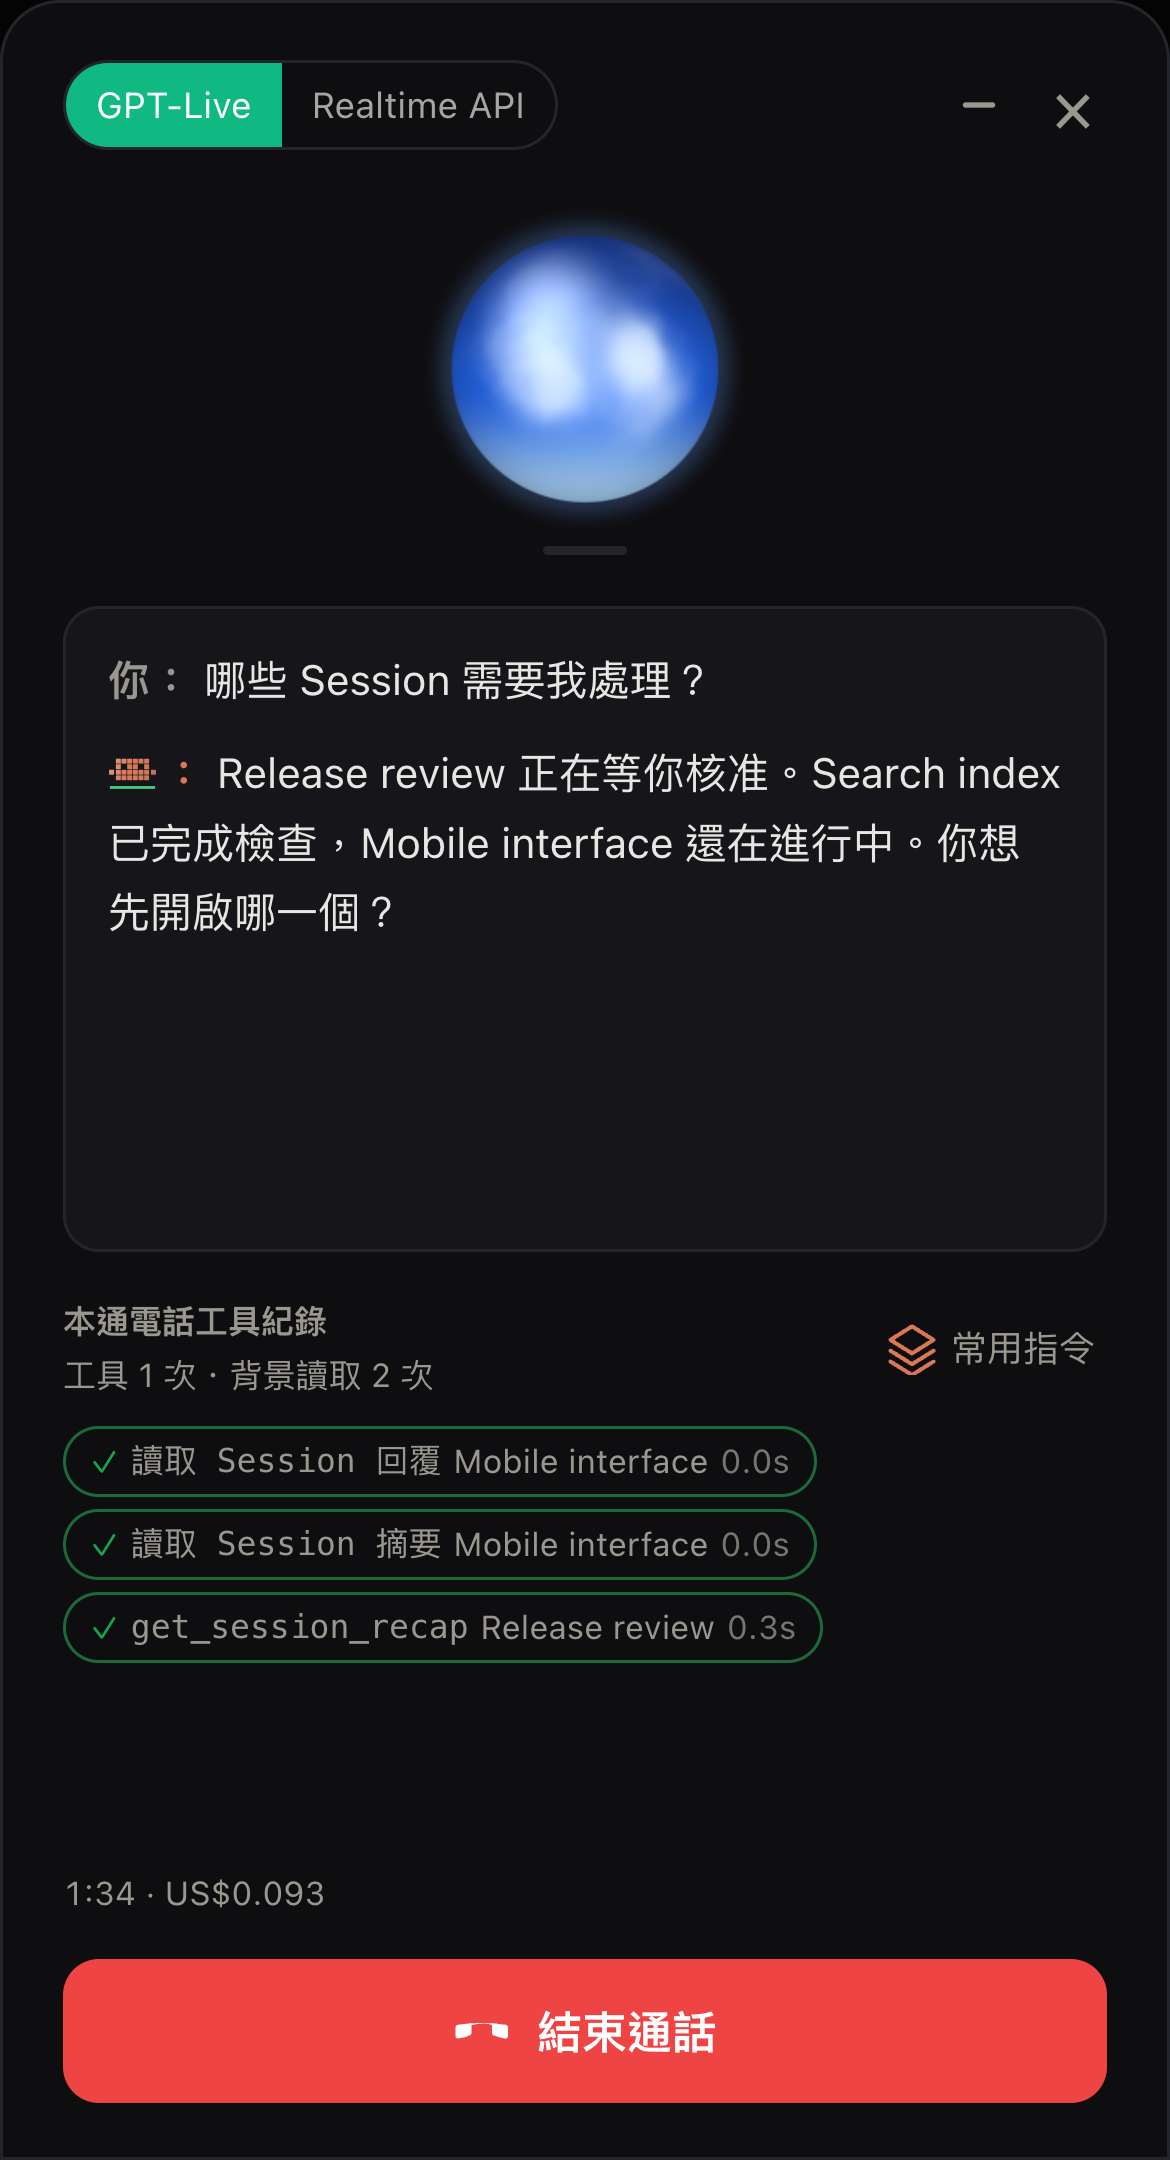 GPT-Live
Realtime API
你： 哪些 Session 需要我處理？
： Release review 正在等你核准。Search index
已完成檢查，Mobile interface 還在進行中。你想
先開啟哪一個？
本通電話工具紀錄
工具 1 次 · 背景讀取 2 次
常用指令
✓ 讀取 Session 回覆 Mobile interface 0.0s
✓ 讀取 Session 摘要 Mobile interface 0.0s
✓ get_session_recap Release review 0.3s
1:34 · US$0.093
結束通話